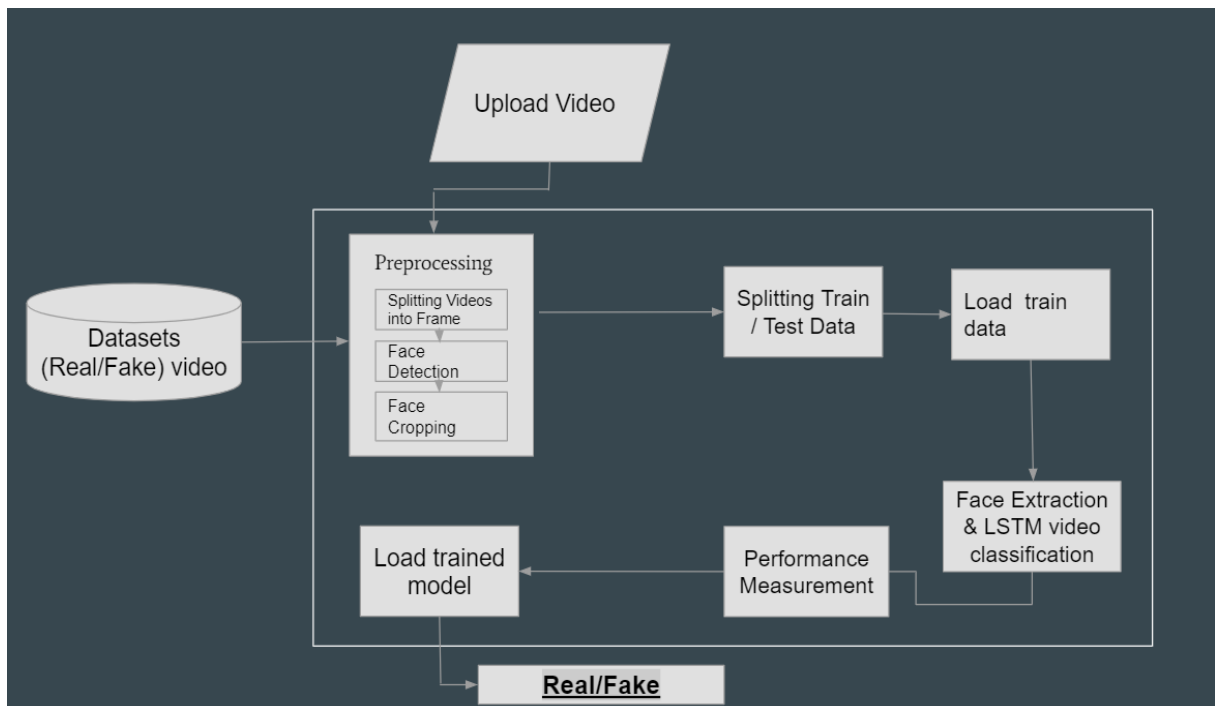 Upload Video
Preprocessing
Splitting Videos
into Frame
Face
Detection
Face
Cropping
Datasets
(Real/Fake) video
Splitting Train
/ Test Data
Load train
data
Face Extraction
& LSTM video
classification
Performance
Measurement
Load trained
model
Real/Fake